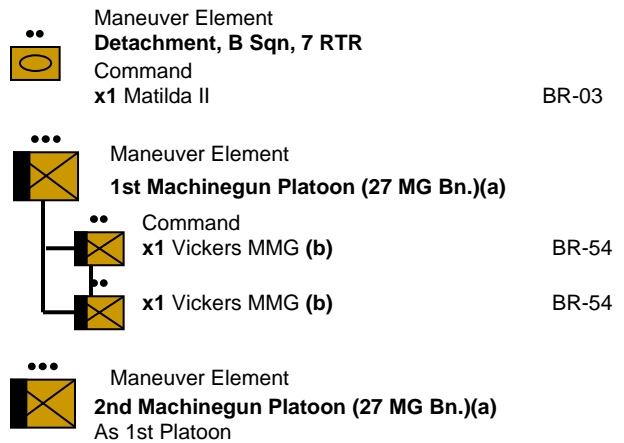 Maneuver Element
Detachment, B Sqn, 7 RTR
Command
x1 Matilda II BR-03
Maneuver Element
1st Machinegun Platoon (27 MG Bn.)(a)
Command
x1 Vickers MMG (b) BR-54
x1 Vickers MMG (b) BR-54
Maneuver Element
2nd Machinegun Platoon (27 MG Bn.)(a)
As 1st Platoon